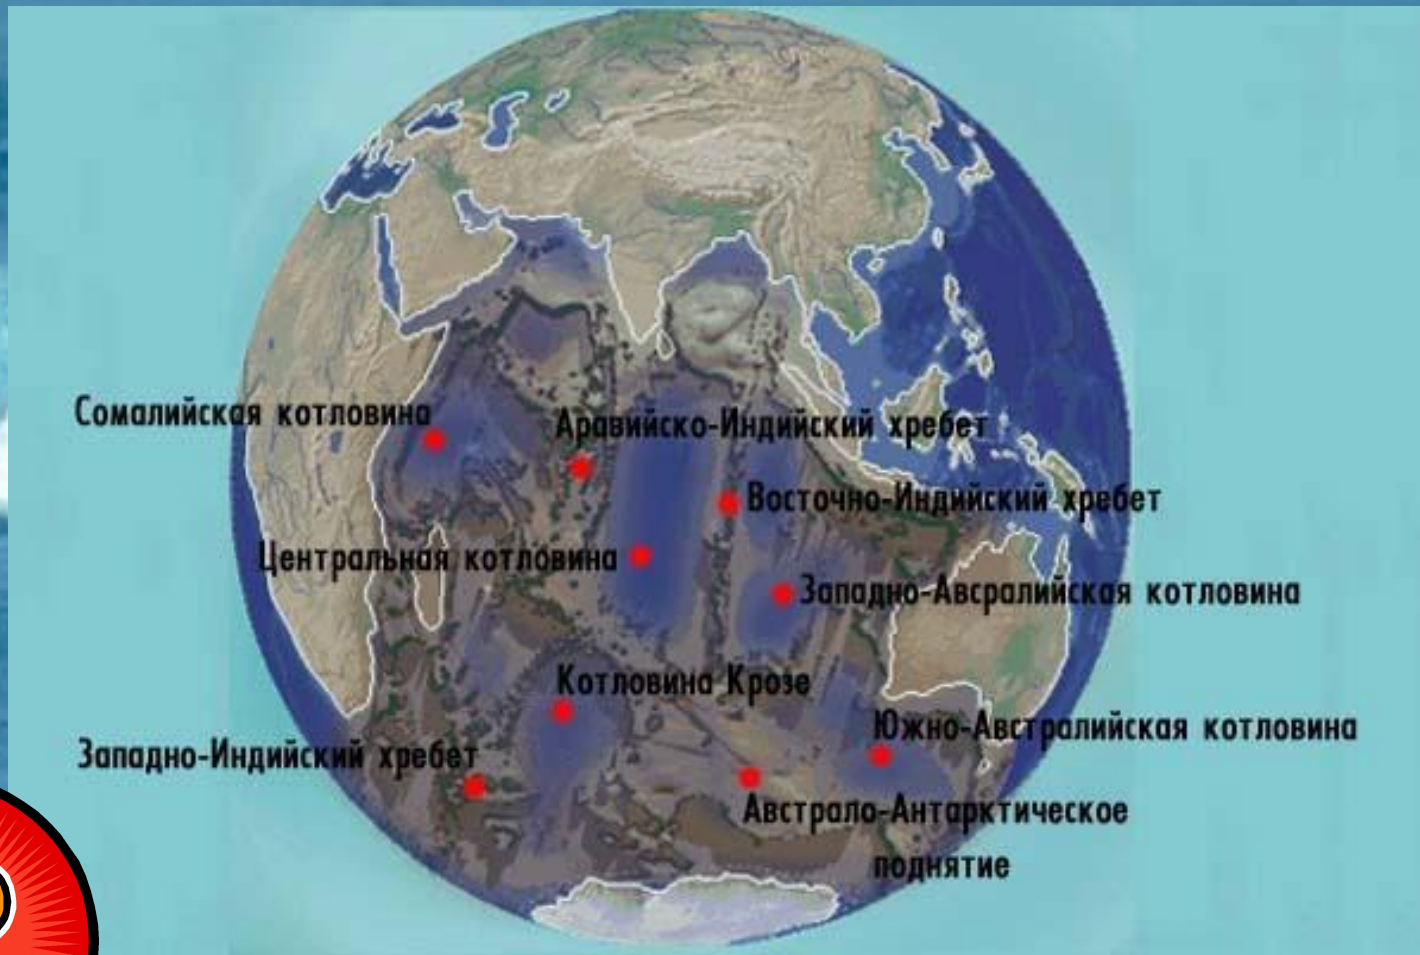 Сомалийская котловина
Аравийско-Индийский хребет
Восточно-Индийский хребет
Центральная котловина
Западно-Авсралийская котловина
Котловина Крозе
Южно-Австралийская котловина
Западно-Индийский хребет
Австрало-Антарктическое
поднятие